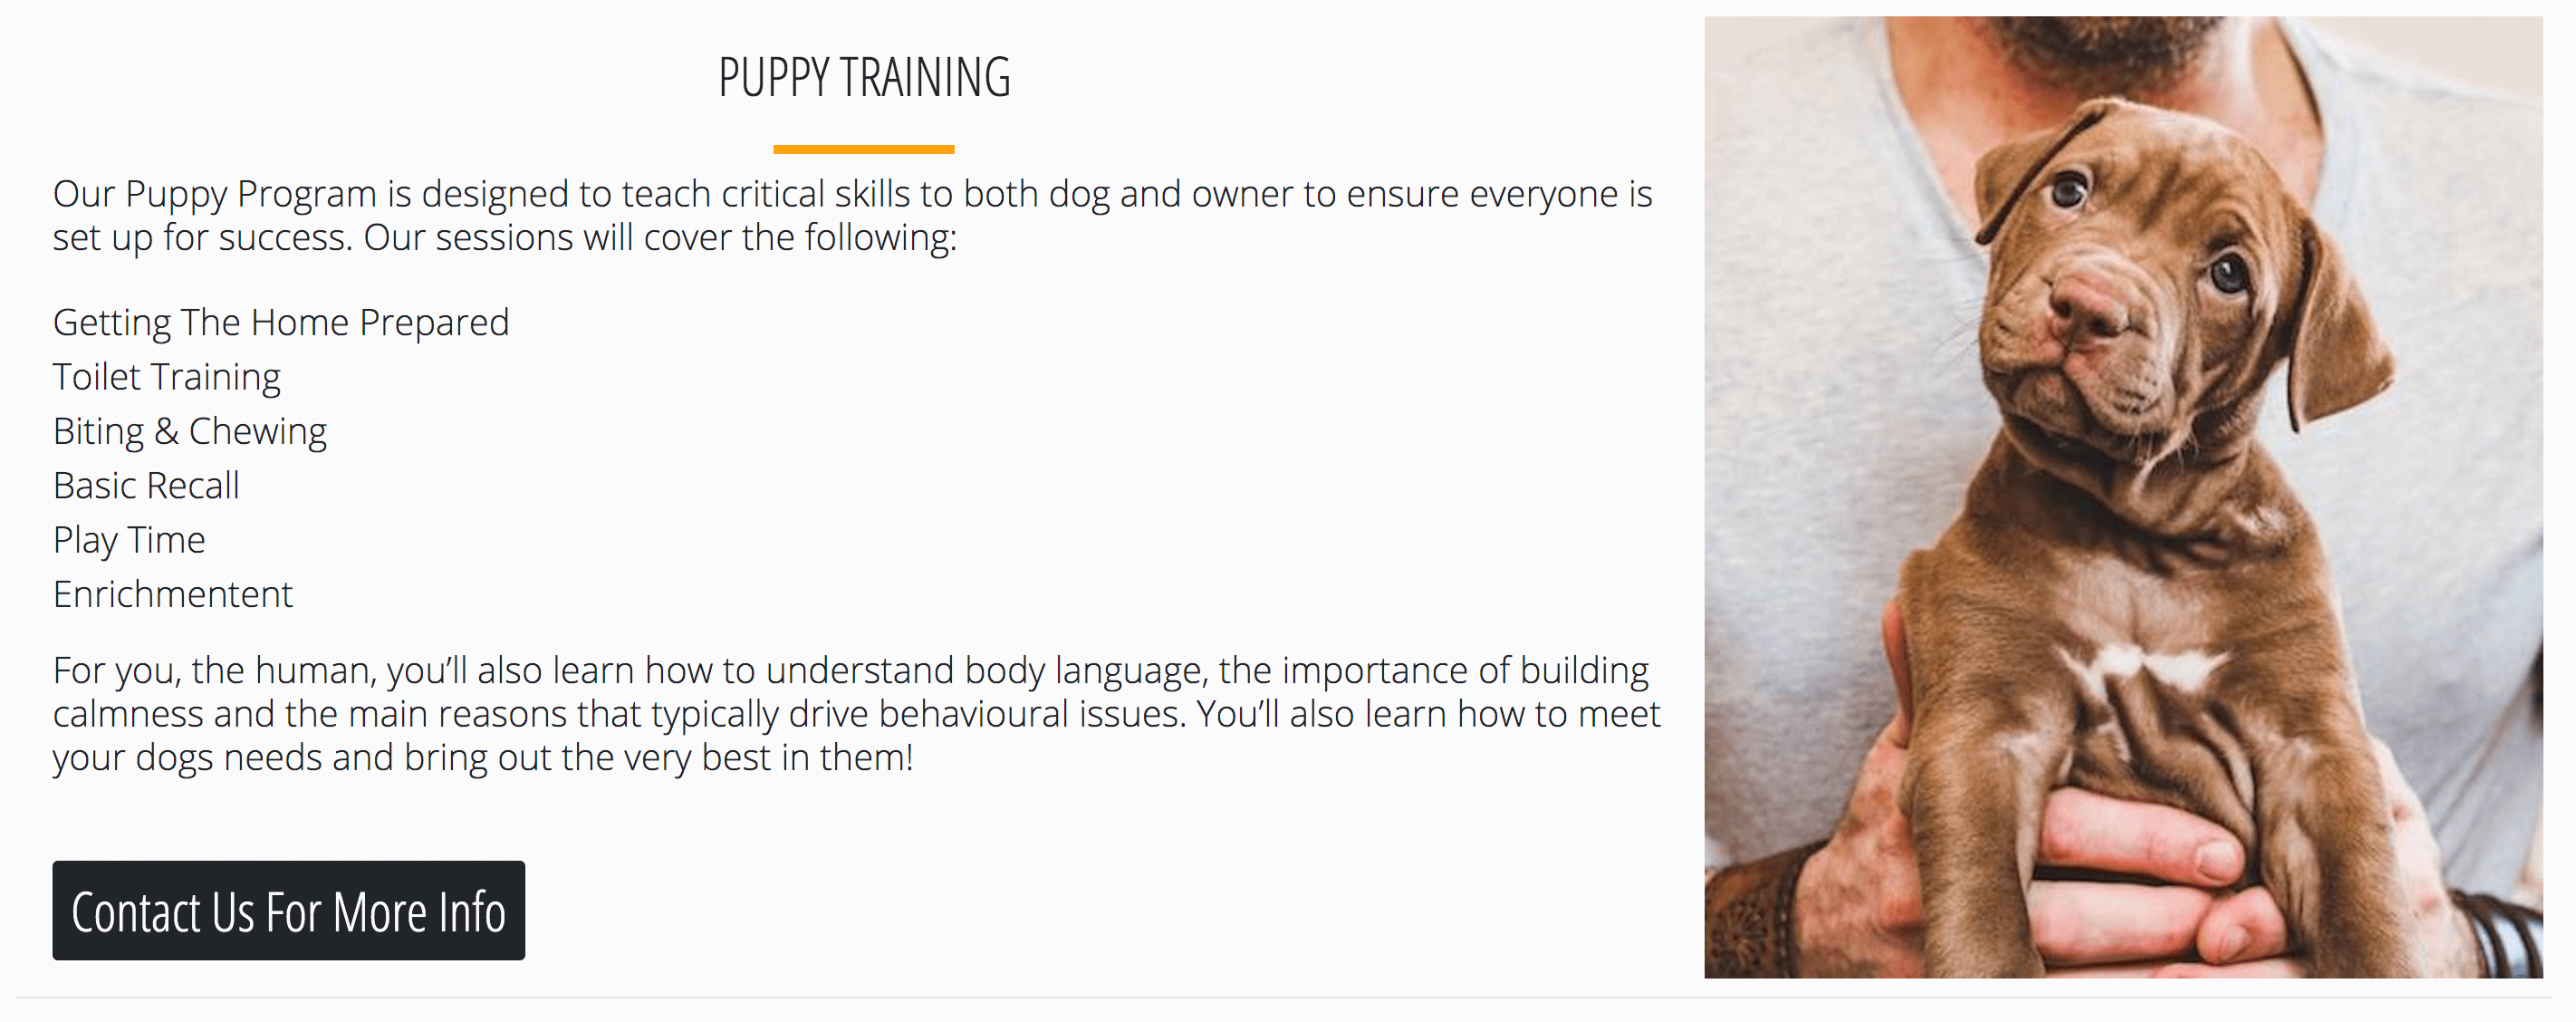 PUPPY TRAINING
Our Puppy Program is designed to teach critical skills to both dog and owner to ensure everyone is
set up for success. Our sessions will cover the following:
Getting The Home Prepared
Toilet Training
Biting & Chewing
Basic Recall
Play Time
Enrichmentent
For you, the human, you’ll also learn how to understand body language, the importance of building
calmness and the main reasons that typically drive behavioural issues. You’ll also learn how to meet
your dogs needs and bring out the very best in them!
Contact Us For More Info